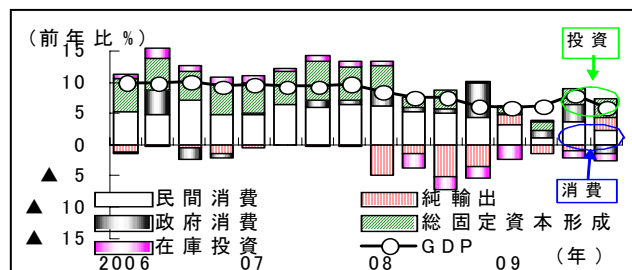 (前年比%)
15
10
5
0
▲ 5
▲ 10
▲ 15
投資
消費
民間消費
純輸出
政府消費
総固定資本形成
在庫投資
GDP
2006
07
08
09
(年)